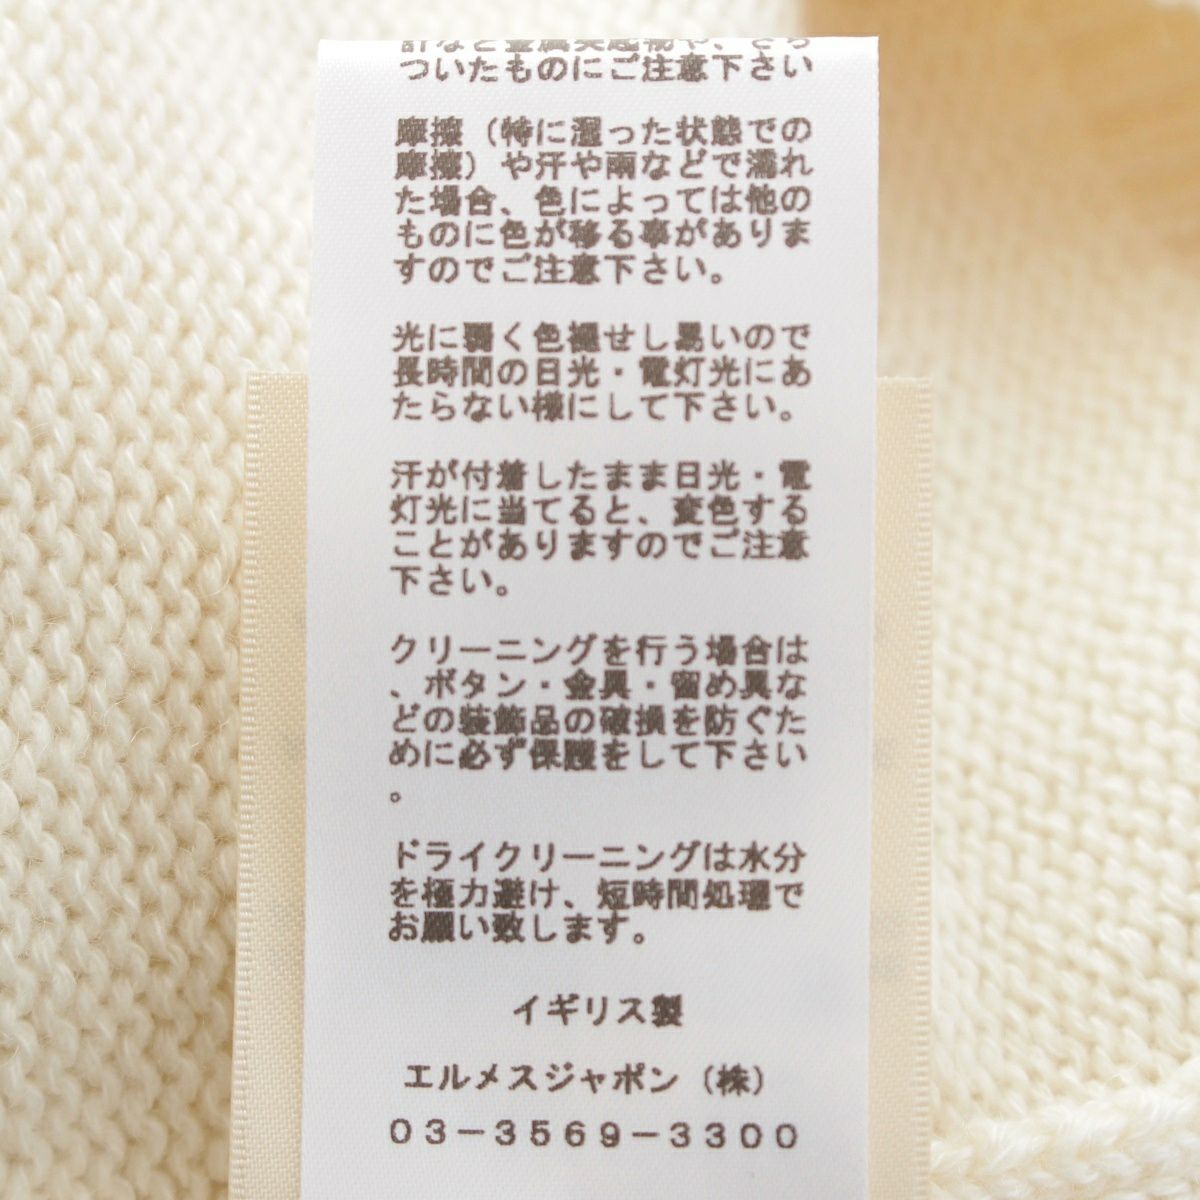 計など金属突起物や、ざら
ついたものにご注意下さい
摩擦（特に湿った状態での
摩擦）や汗や雨などで濡れ
た場合、色によっては他の
ものに色が移る事がありま
すのでご注意下さい。
光に弱く色褪せし易いので
長時間の日光・電灯光にあ
たらない様にして下さい。
汗が付着したまま日光・電
灯光に当てると、変色する
ことがありますのでご注意
下さい。
クリーニングを行う場合は
、ボタン・金具・留め具な
どの装飾品の破損を防ぐた
めに必ず保護をして下さい
。
ドライクリーニングは水分
を極力避け、短時間処理で
お願い致します。
イギリス製
エルメスジャポン（株）
０３－３５６９－３３００